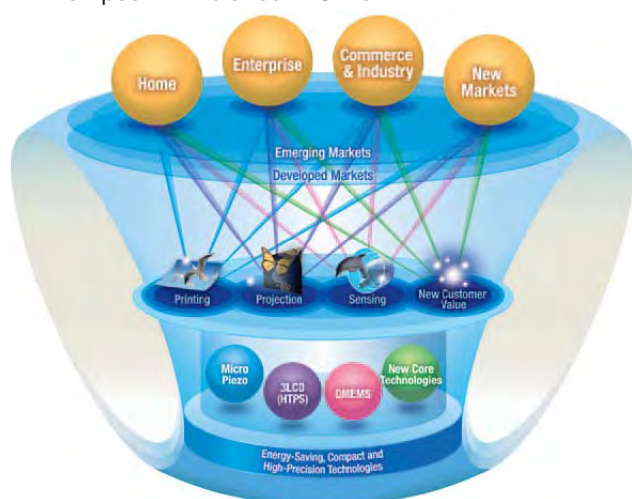 Home
Enterprise
Commerce
& Industry
New
Markets
Emerging Markets
Developed Markets
Printing
Projection
Sensing
New Customer
Value
Micro
Piezo
3LCD
(HTPS)
QMEMS
New Core
Technologies
Energy-Saving, Compact and
High-Precision Technologies